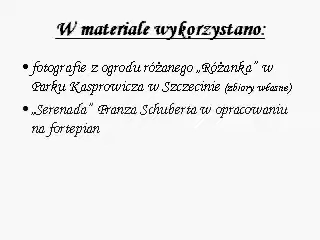 W materiale wykorzystano:
• fotografie z ogrodu różanego „Różanka” w
Parku Kasprowicza w Szczecinie (zbiory własne)
• „Serenada” Franza Schuberta w opracowaniu
na fortepian